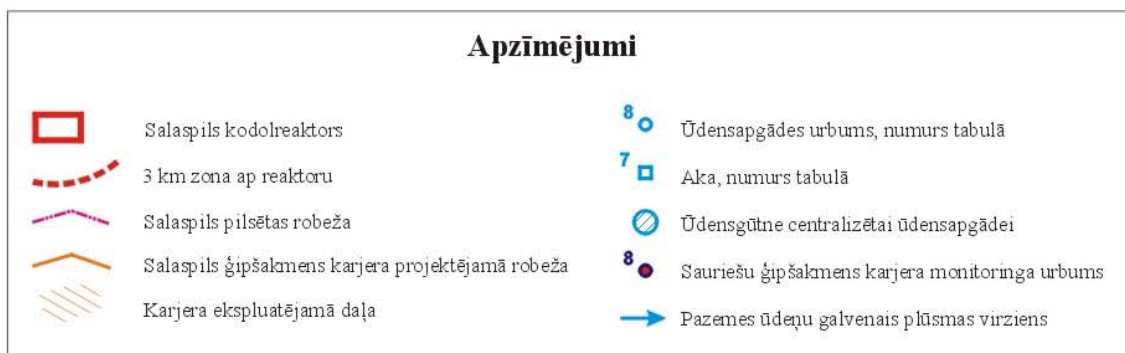 Apzīmējumi
Salaspils kodolreaktors
3 km zona ap reaktoru
Salaspils pilsētas robeža
Salaspils ģipšakmens karjera projektējamā robeža
Karjera ekspluatējamā daļa
8 Ūdensapgādes urbums, numurs tabulā
7 Aka, numurs tabulā
Ūdensgūtne centralizētai ūdensapgādei
8 Sauriešu ģipšakmens karjera monitoringa urbums
Pazemes ūdeņu galvenais plūsmas virziens